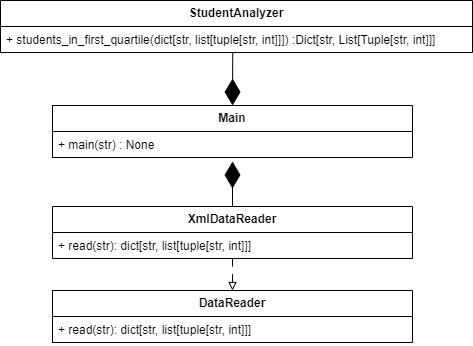 StudentAnalyzer
+ students_in_first_quartile(dict[str, list[tuple[str, int]]]) :Dict[str, List[Tuple[str, int]]]
Main
+ main(str) : None
XmlDataReader
+ read(str): dict[str, list[tuple[str, int]]]
DataReader
+ read(str): dict[str, list[tuple[str, int]]]